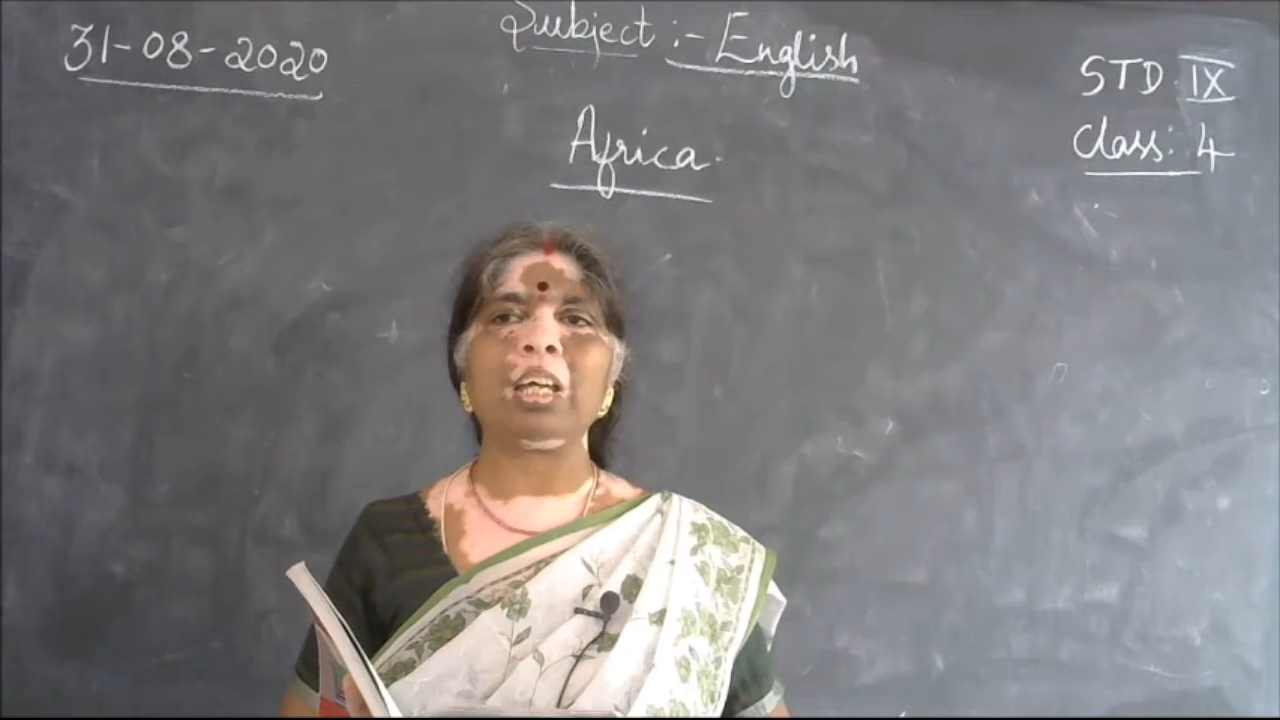 31-08-2020
Subject :- English
STD IX
Class: 4
Africa.